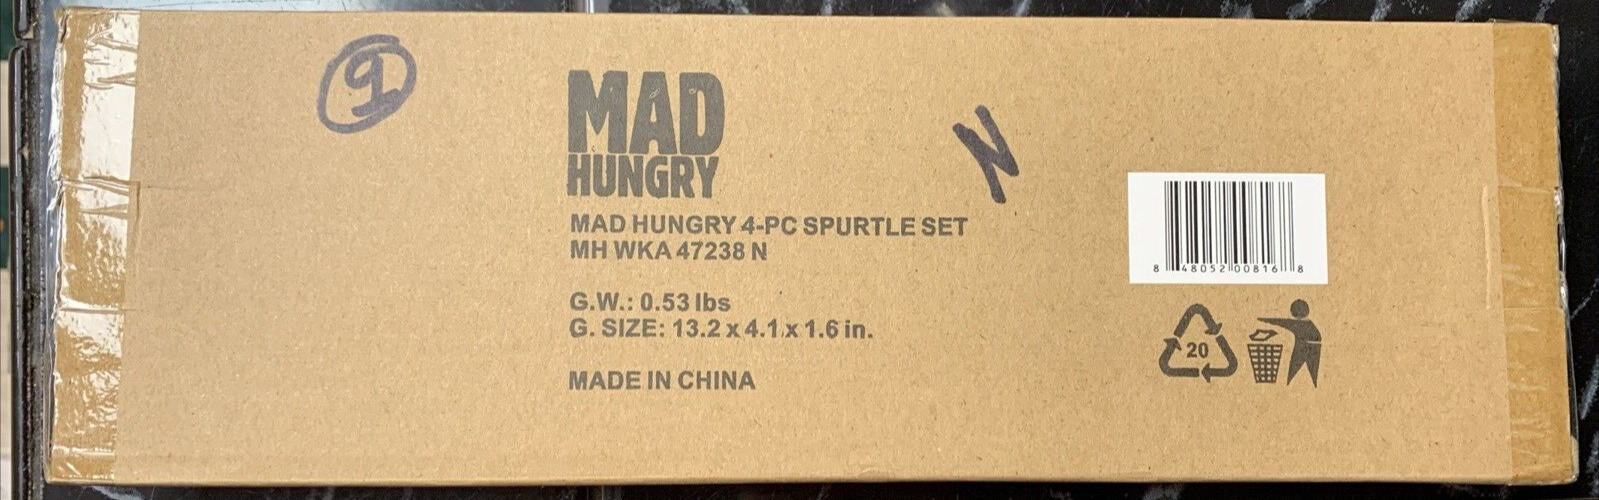 9
MAD
HUNGRY
N
MAD HUNGRY 4-PC SPURTLE SET
MH WKA 47238 N
G.W.: 0.53 lbs
G. SIZE: 13.2 x 4.1 x 1.6 in.
MADE IN CHINA
8 48052 00816 8
20